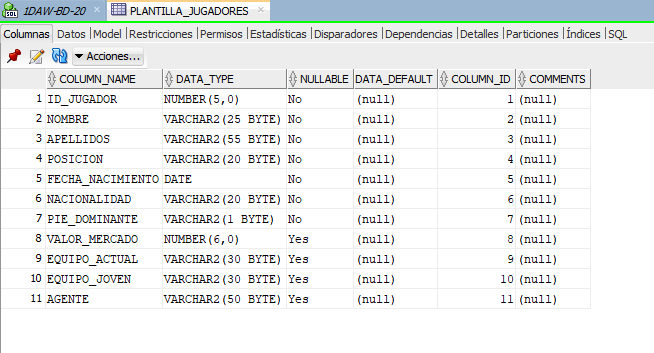 SQL 1DAW-BD-20 PLANTILLA_JUGADORES
Columnas Datos Model Restricciones Permisos Estadísticas Disparadores Dependencias Detalles Particiones Índices SQL
Acciones...
COLUMN_NAME DATA_TYPE NULLABLE DATA_DEFAULT COLUMN_ID COMMENTS
1 ID_JUGADOR NUMBER(5,0) No (null) 1 (null)
2 NOMBRE VARCHAR2(25 BYTE) No (null) 2 (null)
3 APELLIDOS VARCHAR2(55 BYTE) No (null) 3 (null)
4 POSICION VARCHAR2(20 BYTE) No (null) 4 (null)
5 FECHA_NACIMIENTO DATE No (null) 5 (null)
6 NACIONALIDAD VARCHAR2(20 BYTE) No (null) 6 (null)
7 PIE_DOMINANTE VARCHAR2(1 BYTE) No (null) 7 (null)
8 VALOR_MERCADO NUMBER(6,0) Yes (null) 8 (null)
9 EQUIPO_ACTUAL VARCHAR2(30 BYTE) Yes (null) 9 (null)
10 EQUIPO_JOVEN VARCHAR2(30 BYTE) Yes (null) 10 (null)
11 AGENTE VARCHAR2(50 BYTE) Yes (null) 11 (null)